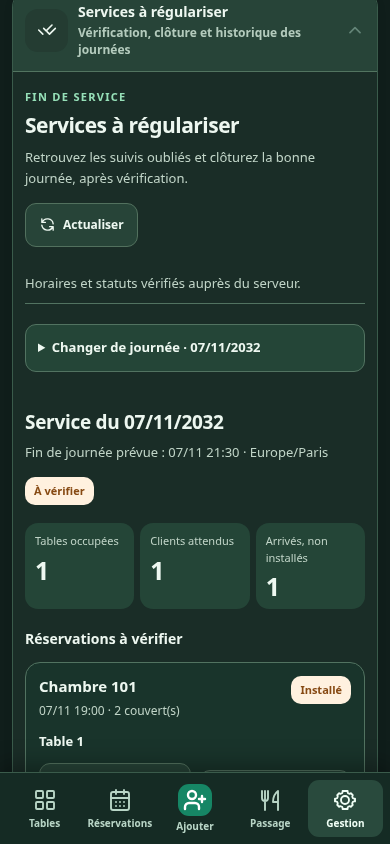 Services à régulariser
Vérification, clôture et historique des
journées
FIN DE SERVICE
Services à régulariser
Retrouvez les suivis oubliés et clôturez la bonne
journée, après vérification.
Actualiser
Horaires et statuts vérifiés auprès du serveur.
Changer de journée · 07/11/2032
Service du 07/11/2032
Fin de journée prévue : 07/11 21:30 · Europe/Paris
À vérifier
Tables occupées
1
Clients attendus
1
Arrivés, non
installés
1
Réservations à vérifier
Chambre 101
Installé
07/11 19:00 · 2 couvert(s)
Table 1
Tables
Réservations
Ajouter
Passage
Gestion